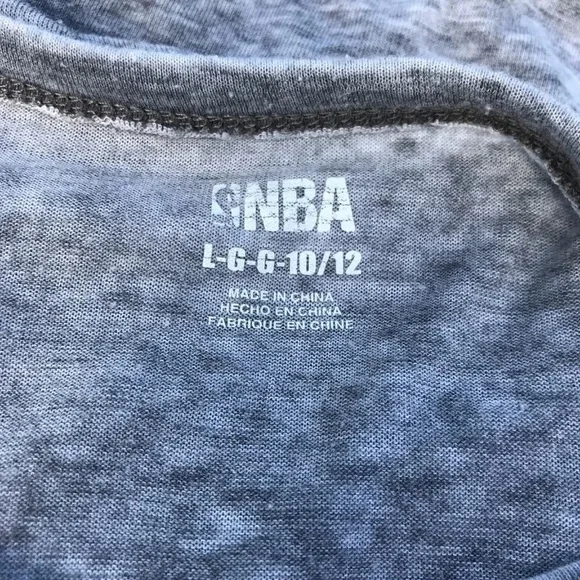 NBA
L-G-G-10/12
MADE IN CHINA
HECHO EN CHINA
FABRIQUE EN CHINE